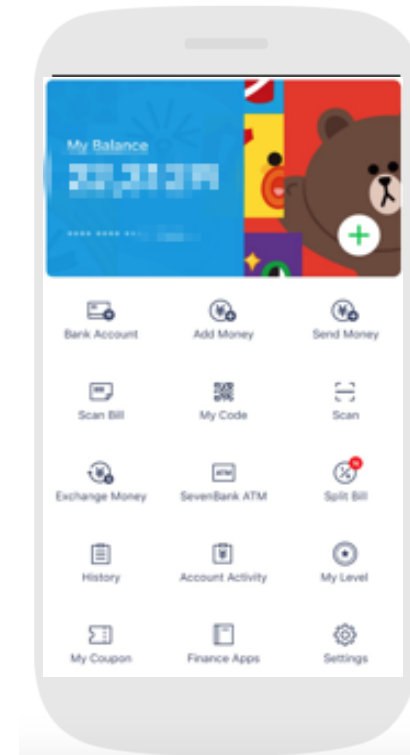 My Balance
Bank Account
Add Money
Send Money
Scan Bill
My Code
Scan
Exchange Money
ATM
SevenBank ATM
N
Split Bill
History
Account Activity
My Level
My Coupon
Finance Apps
Settings